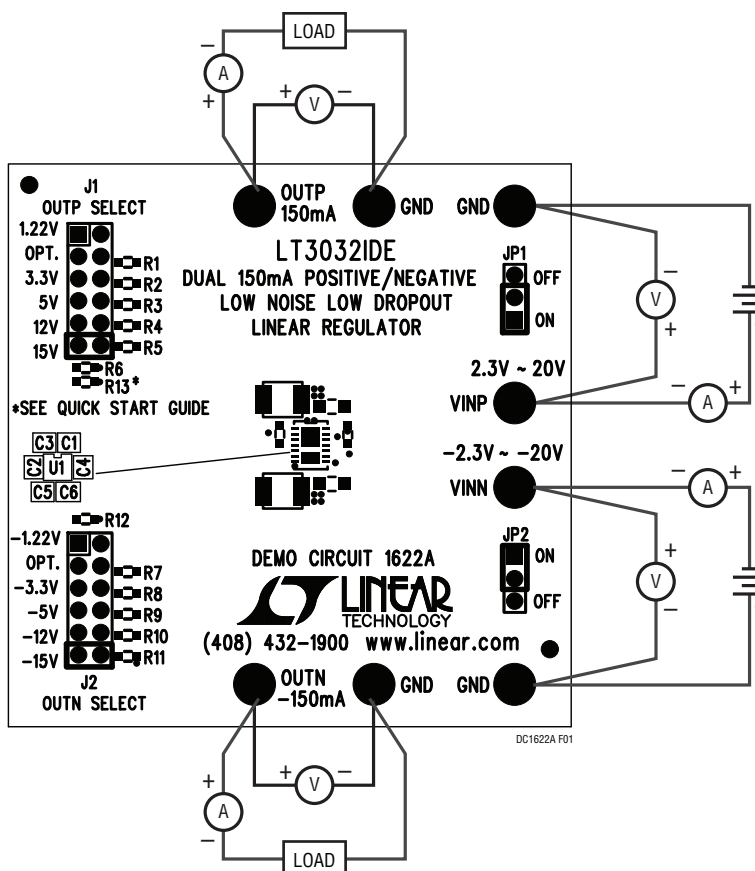 LOAD
−
A
+
+ V −
J1
OUTP SELECT
OUTP
150mA
GND
GND
1.22V
OPT.
3.3V
5V
12V
15V
R1
R2
R3
R4
R5
R6
R13*
*SEE QUICK START GUIDE
LT3032IDE
DUAL 150mA POSITIVE/NEGATIVE
LOW NOISE LOW DROPOUT
LINEAR REGULATOR
JP1
OFF
ON
−
V
+
2.3V ~ 20V
VINP
− A +
−2.3V ~ −20V
VINN
− A +
C3 C1
C2 U1 C4
C5 C6
R12
−1.22V
OPT.
−3.3V
−5V
−12V
−15V
R7
R8
R9
R10
R11
J2
OUTN SELECT
JP2
ON
OFF
+
V
−
DEMO CIRCUIT 1622A
LINEAR
TECHNOLOGY
(408) 432-1900 www.linear.com
OUTN
−150mA
GND
GND
DC1622A F01
+ V −
+
A
−
LOAD